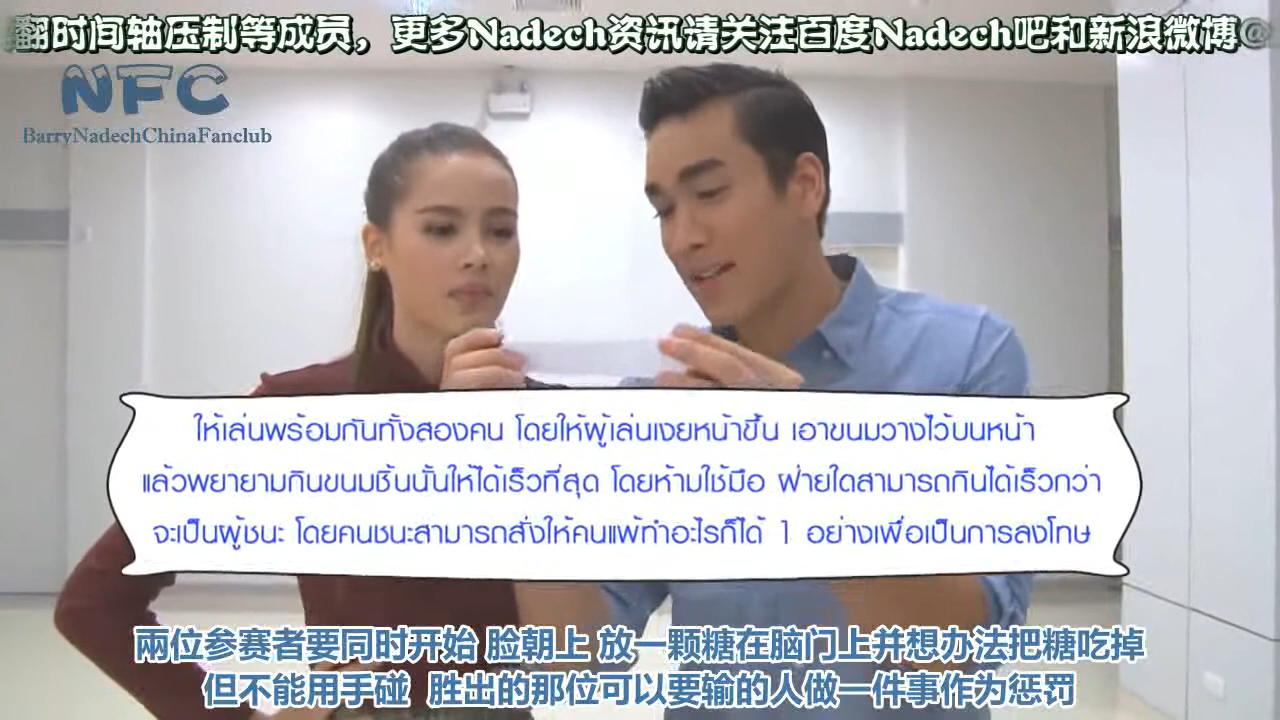 翻时间轴压制等成员，更多Nadech资讯请关注百度Nadech吧和新浪微博@
NFC
BarryNadechChinaFanclub
ให้เล่นพร้อมกันทั้งสองคน โดยให้ผู้เล่นเงยหน้าขึ้น เอาขนมวางไว้บนหน้า
แล้วพยายามกินขนมชิ้นนั้นให้ได้เร็วที่สุด โดยห้ามใช้มือ ฝ่ายใดสามารถกินได้เร็วกว่า
จะเป็นผู้ชนะ โดยคนชนะสามารถสั่งให้คนแพ้ทำอะไรก็ได้ 1 อย่างเพื่อเป็นการลงโทษ
兩位参赛者要同时开始 脸朝上 放一颗糖在脑门上并想办法把糖吃掉
但不能用手碰 胜出的那位可以要输的人做一件事作为惩罚